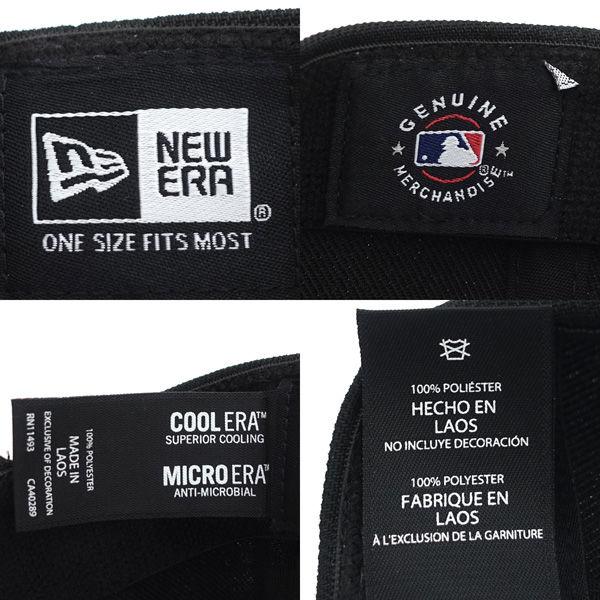 NEW
ERA
®
ONE SIZE FITS MOST
GENUINE
®™
MERCHANDISE
COOL ERA™
SUPERIOR COOLING
MICRO ERA™
ANTI-MICROBIAL
100% POLYESTER
MADE IN
LAOS
EXCLUSIVE OF DECORATION
RN11493 CA40289
100% POLIÉSTER
HECHO EN
LAOS
NO INCLUYE DECORACIÓN
100% POLYESTER
FABRIQUE EN
LAOS
À L'EXCLUSION DE LA GARNITURE